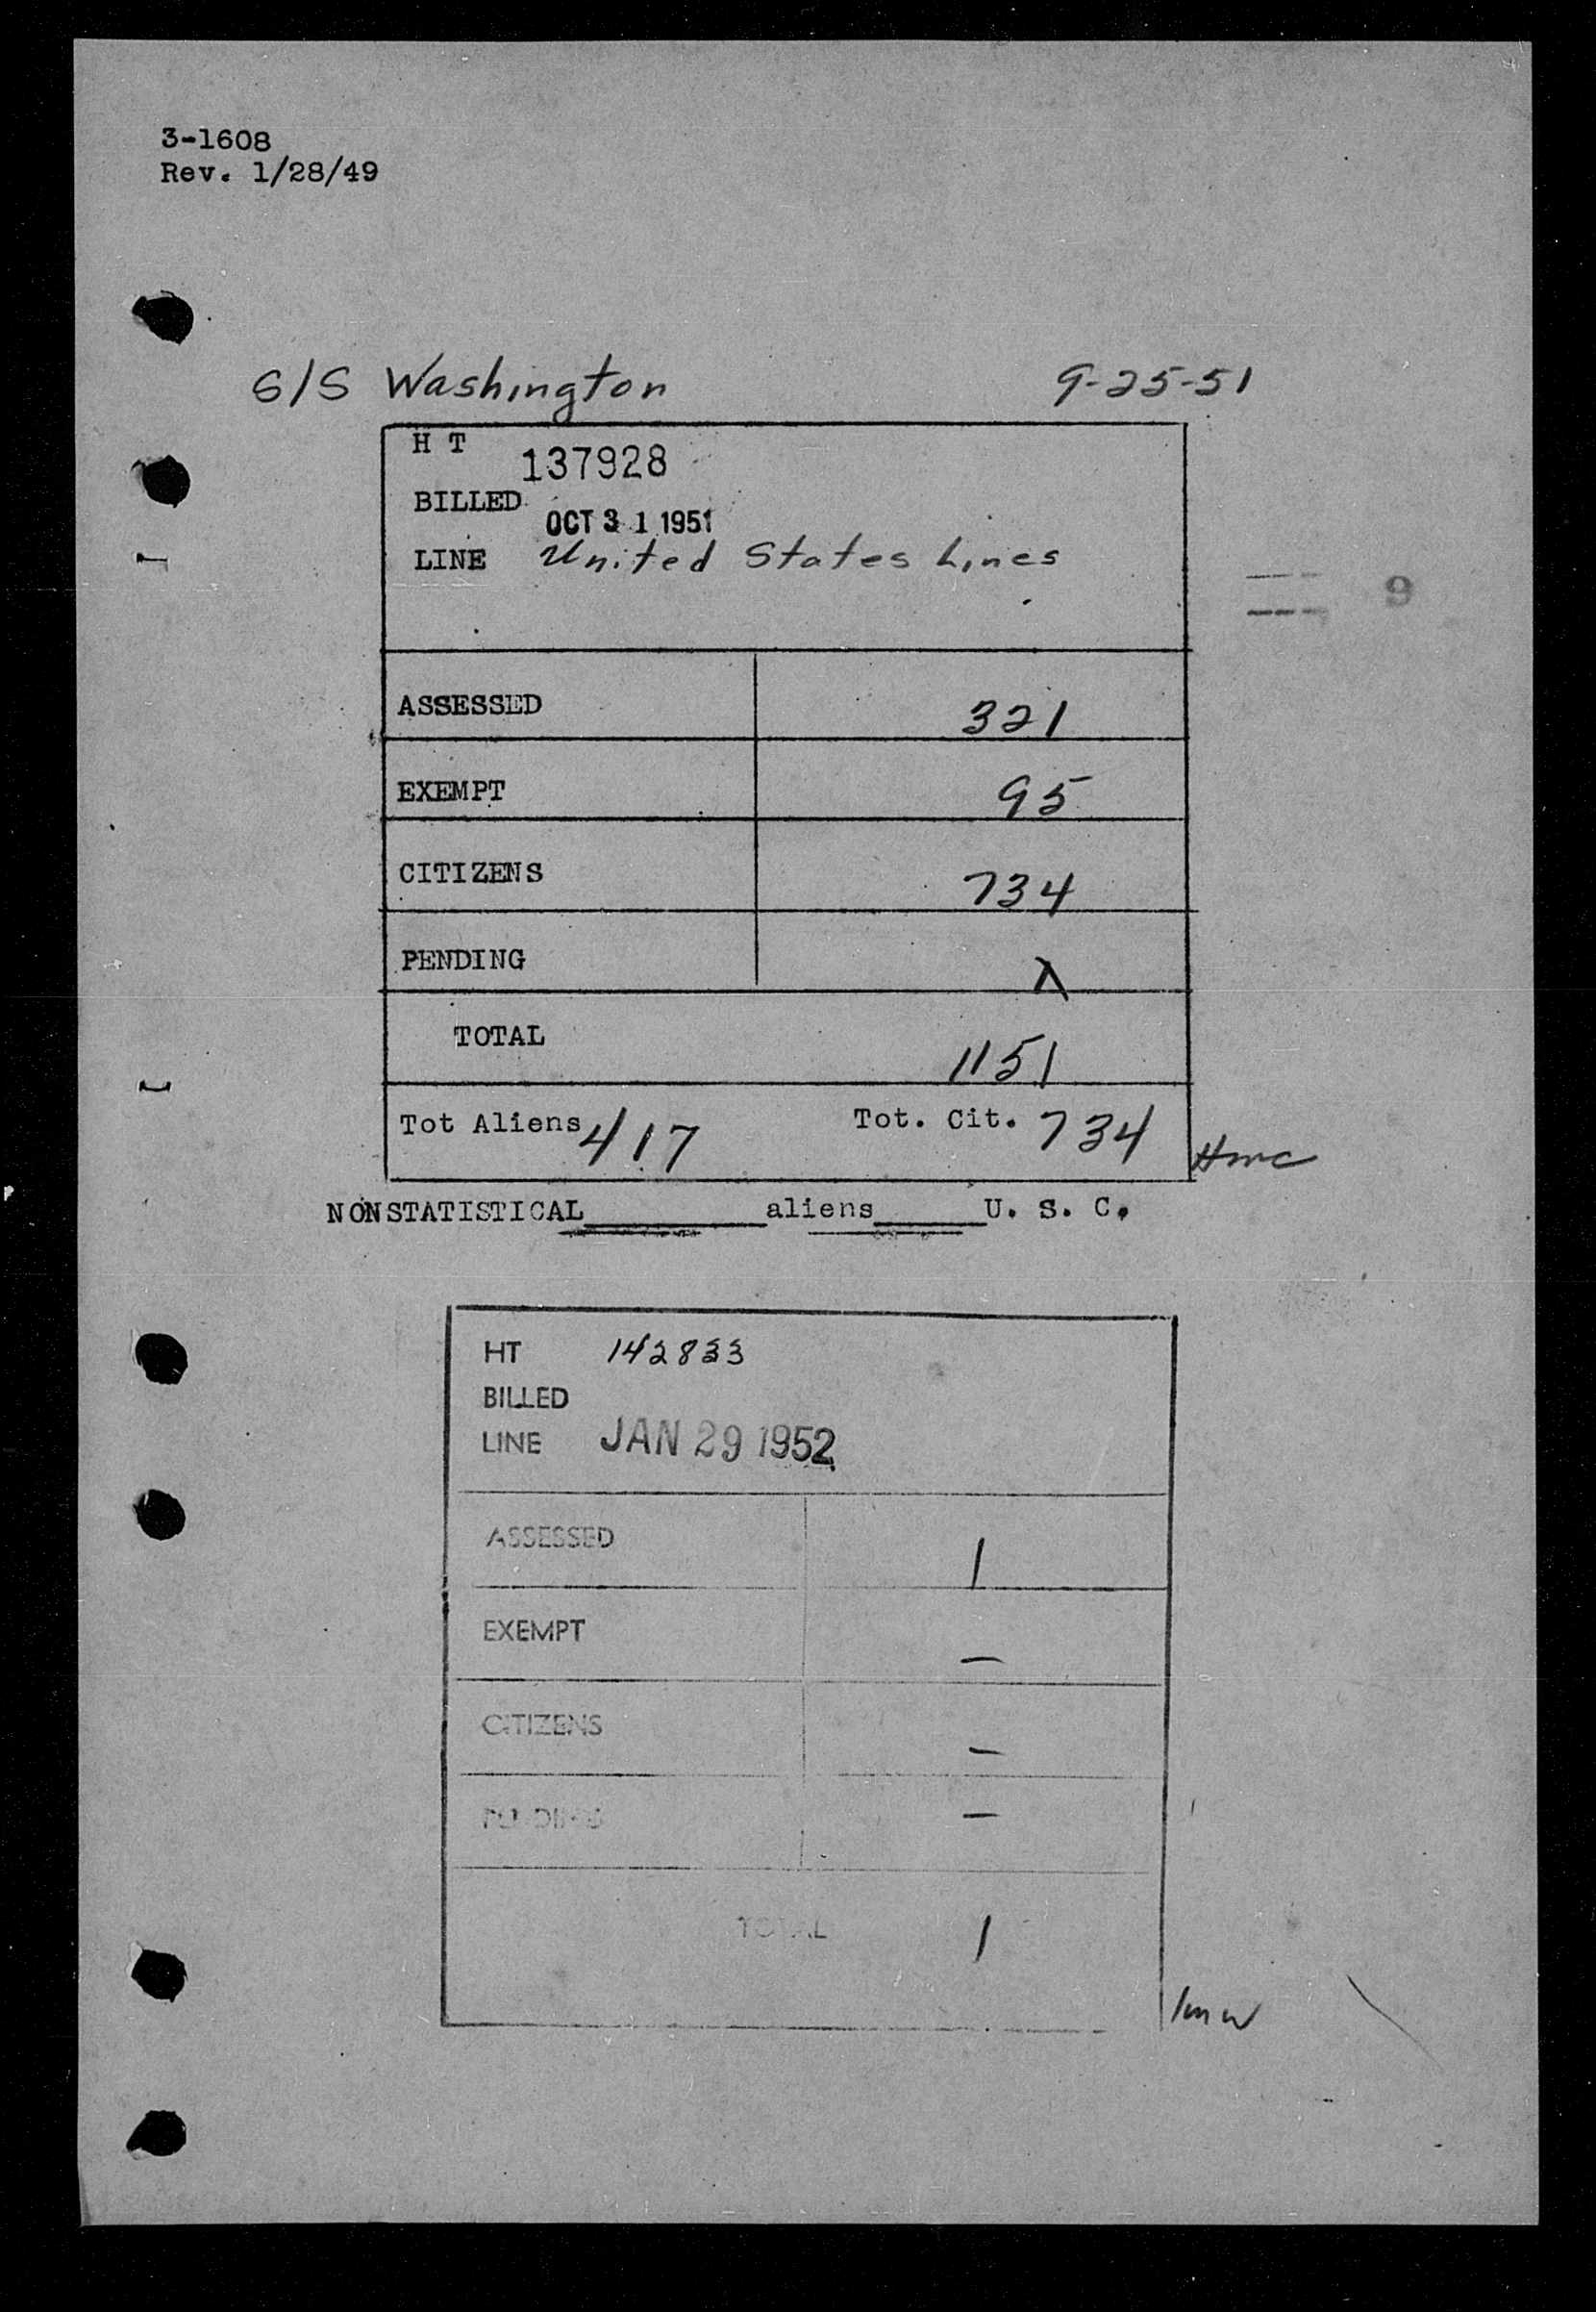 3-1608
Rev. 1/28/49
S/S Washington 9-25-51
H T 137928
BILLED OCT 31 1951
LINE United States Lines
9
ASSESSED 321
EXEMPT 95
CITIZENS 734
PENDING
TOTAL 1151
Tot Aliens 417 Tot. Cit. 734
Hmc
NONSTATISTICAL aliens U. S. C.
HT 142833
BILLED
LINE JAN 29 1952
ASSESSED 1
EXEMPT —
CITIZENS —
PENDING —
TOTAL 1